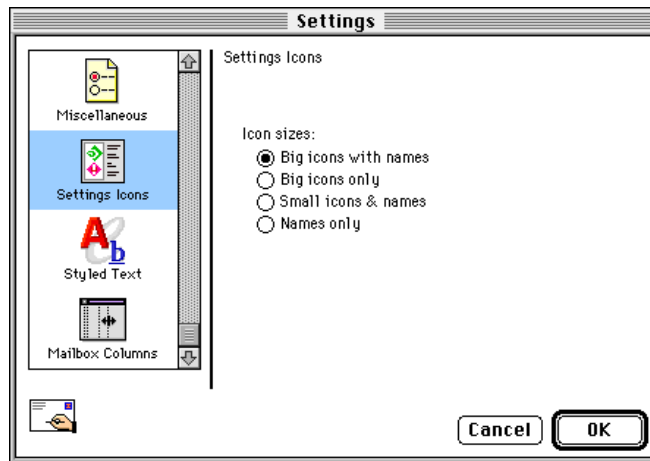 Settings
Miscellaneous
Settings Icons
Styled Text
Mailbox Columns
Settings Icons
Icon sizes:
Big icons with names
Big icons only
Small icons & names
Names only
Cancel
OK